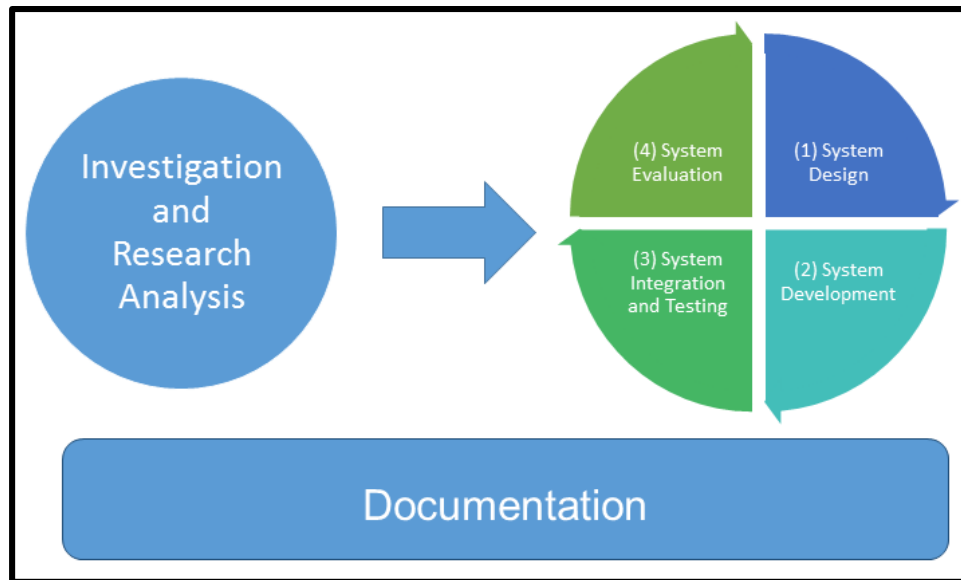 Investigation
and
Research
Analysis
(4) System
Evaluation
(1) System
Design
(3) System
Integration
and Testing
(2) System
Development
Documentation